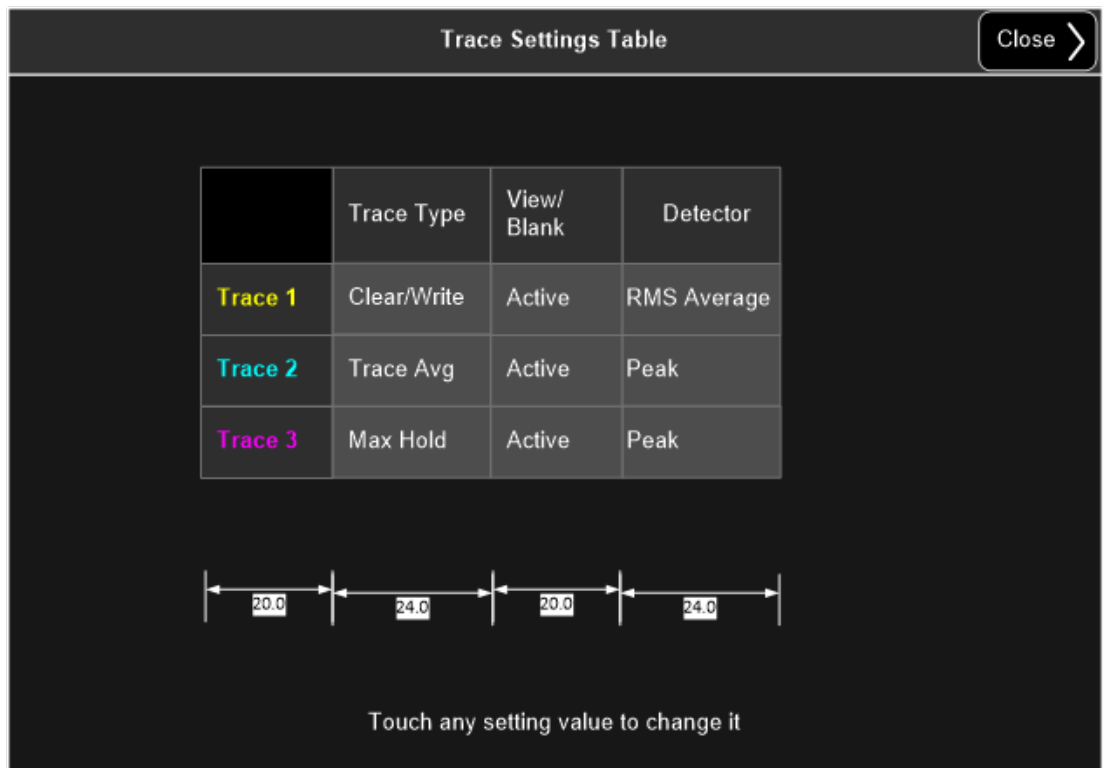 Trace Settings Table
Close
Trace Type
View/
Blank
Detector
Trace 1
Clear/Write
Active
RMS Average
Trace 2
Trace Avg
Active
Peak
Trace 3
Max Hold
Active
Peak
20.0
24.0
20.0
24.0
Touch any setting value to change it